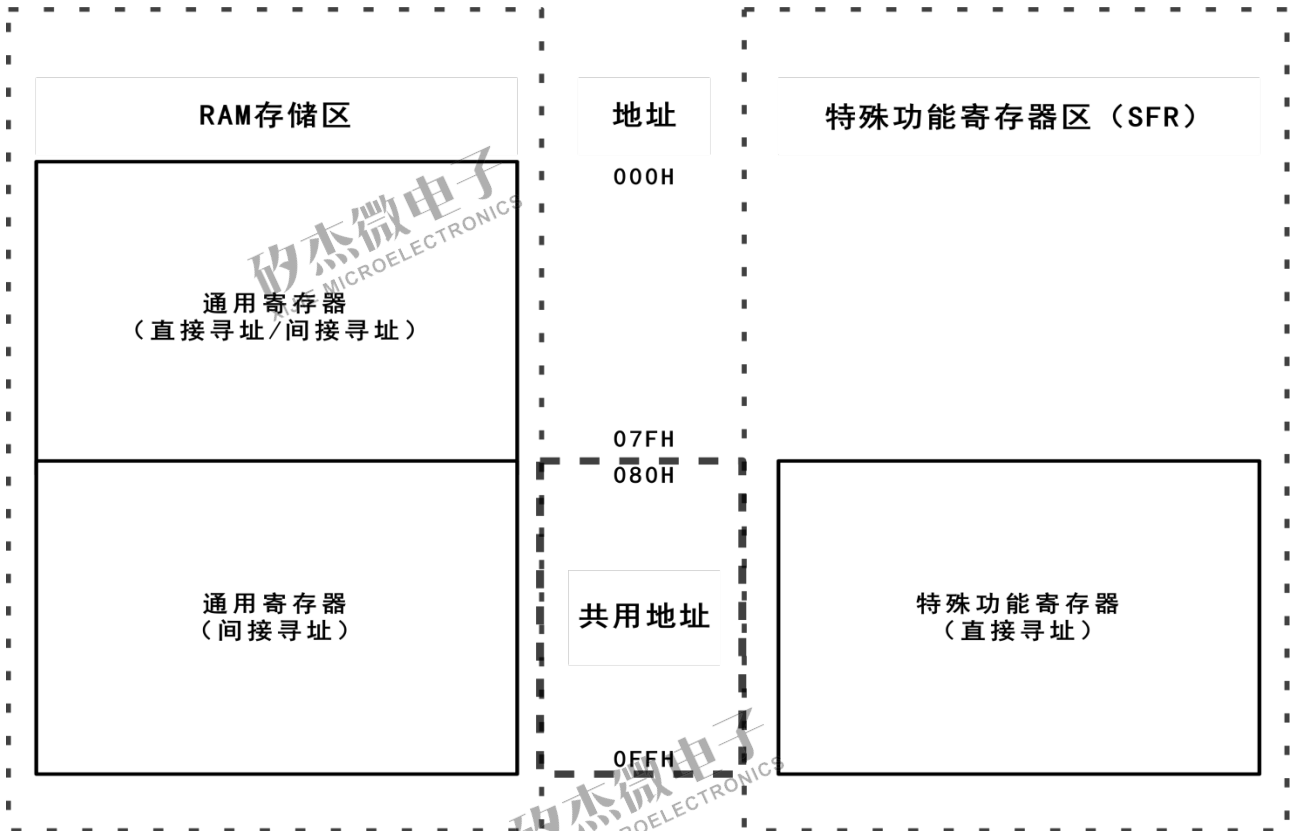 RAM存储区
地址
特殊功能寄存器区（SFR）
000H
矽杰微电子
XIJIE MICROELECTRONICS
通用寄存器
（直接寻址/间接寻址）
07FH
080H
通用寄存器
（间接寻址）
共用地址
特殊功能寄存器
（直接寻址）
0FFH
矽杰微电子